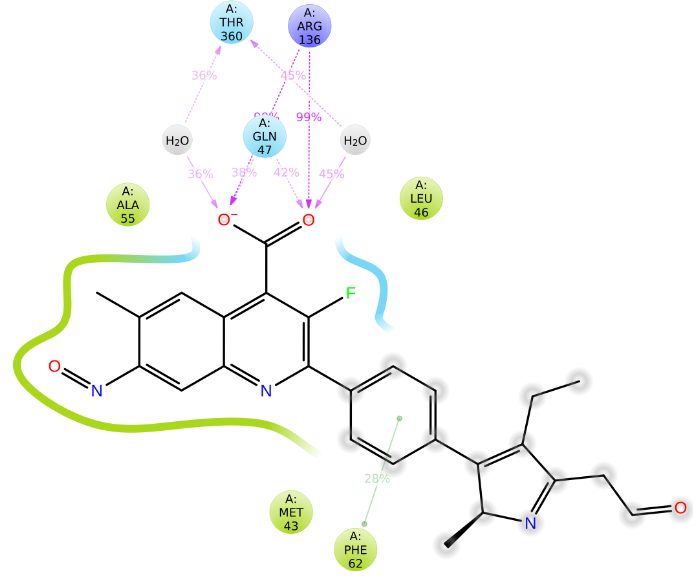 A:
THR
360
A:
ARG
136
36%
45%
H₂O
99%
A:
GLN
47
H₂O
36%
38%
42%
45%
A:
ALA
55
A:
LEU
46
O⁻
O
F
O
N
N
28%
A:
MET
43
A:
PHE
62
N
O